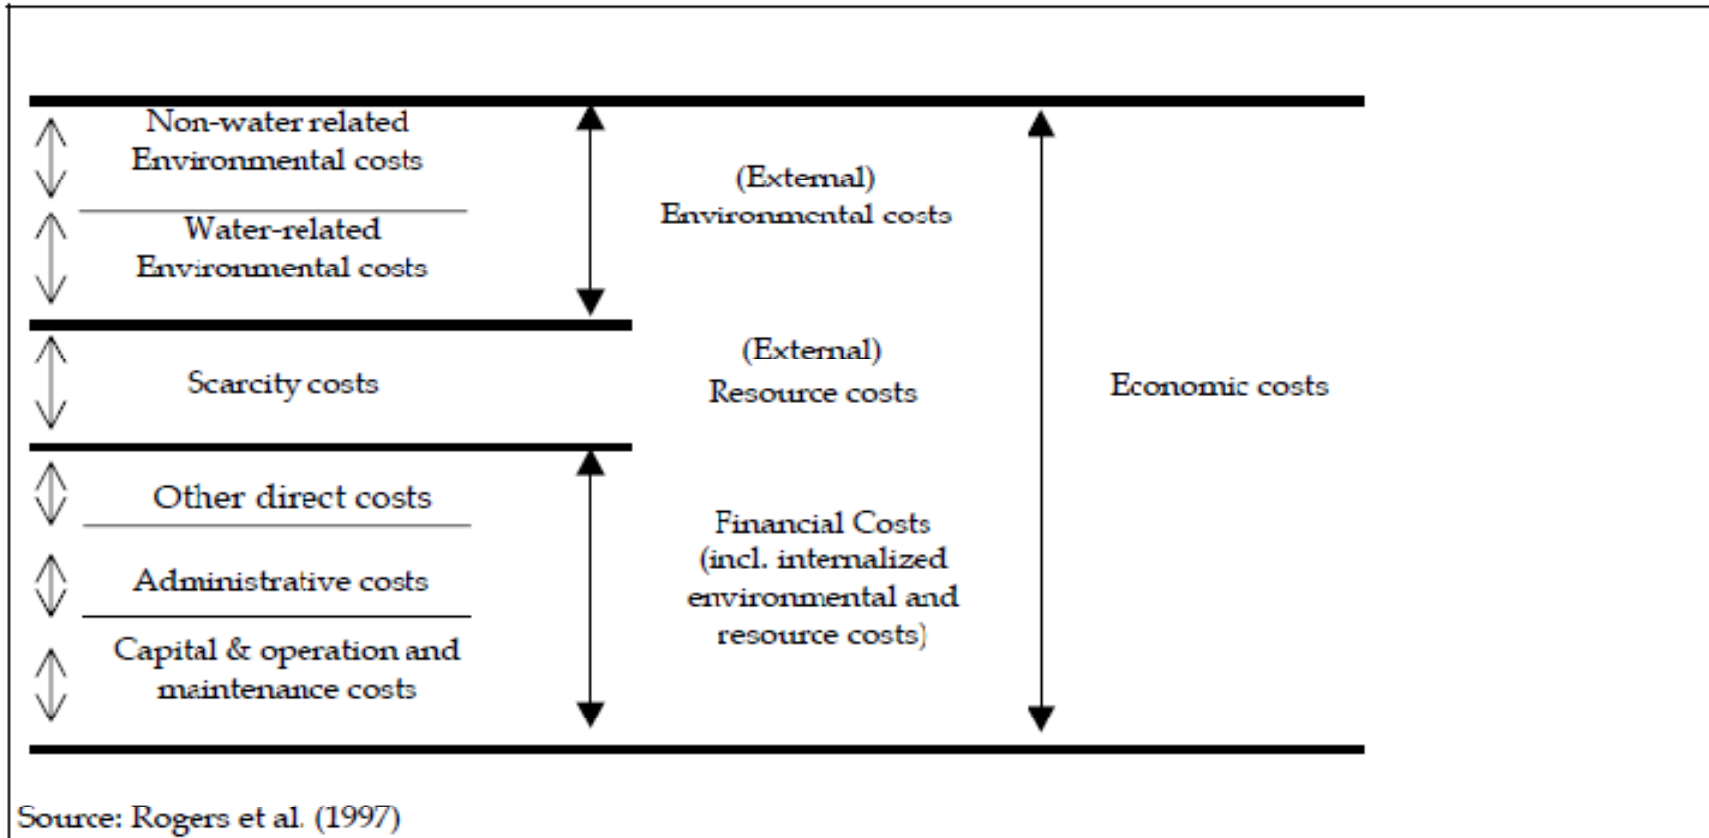 Non-water related
Environmental costs
Water-related
Environmental costs
(External)
Environmental costs
Scarcity costs
(External)
Resource costs
Economic costs
Other direct costs
Administrative costs
Capital & operation and
maintenance costs
Financial Costs
(incl. internalized
environmental and
resource costs)
Source: Rogers et al. (1997)